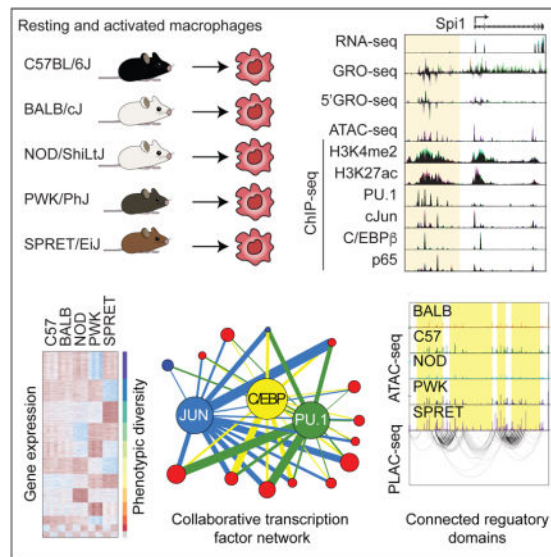 Resting and activated macrophages
C57BL/6J
BALB/cJ
NOD/ShiLtJ
PWK/PhJ
SPRET/EiJ
Spi1
RNA-seq
GRO-seq
5'GRO-seq
ATAC-seq
H3K4me2
H3K27ac
PU.1
cJun
C/EBPβ
p65
ChIP-seq
C57
BALB
NOD
PWK
SPRET
Gene expression
Phenotypic diversity
JUN
C/EBP
PU.1
Collaborative transcription
factor network
BALB
C57
NOD
PWK
SPRET
ATAC-seq
PLAC-seq
Connected reguatory
domains